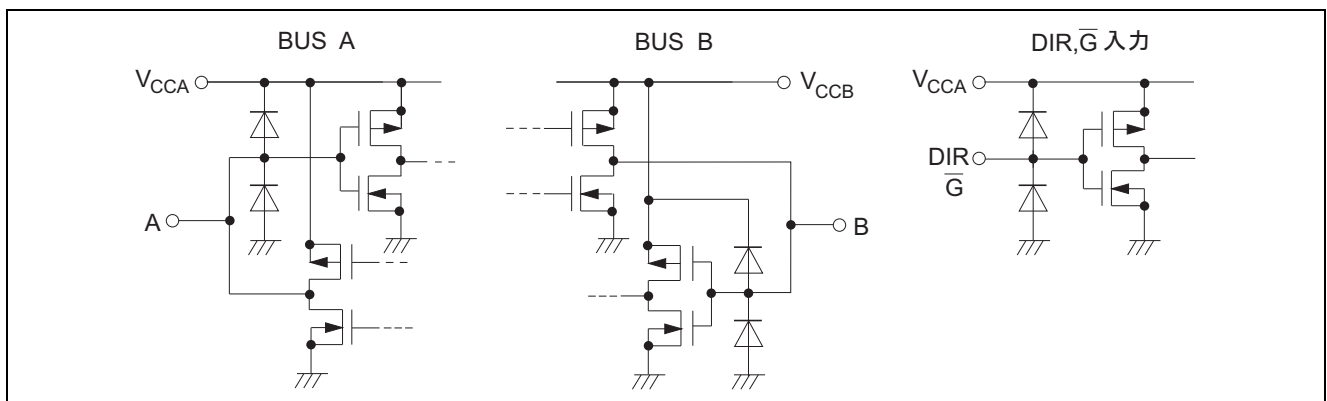 BUS A
BUS B
DIR,G̅ 入力
VCCA
VCCB
VCCA
DIR
G̅
A
B